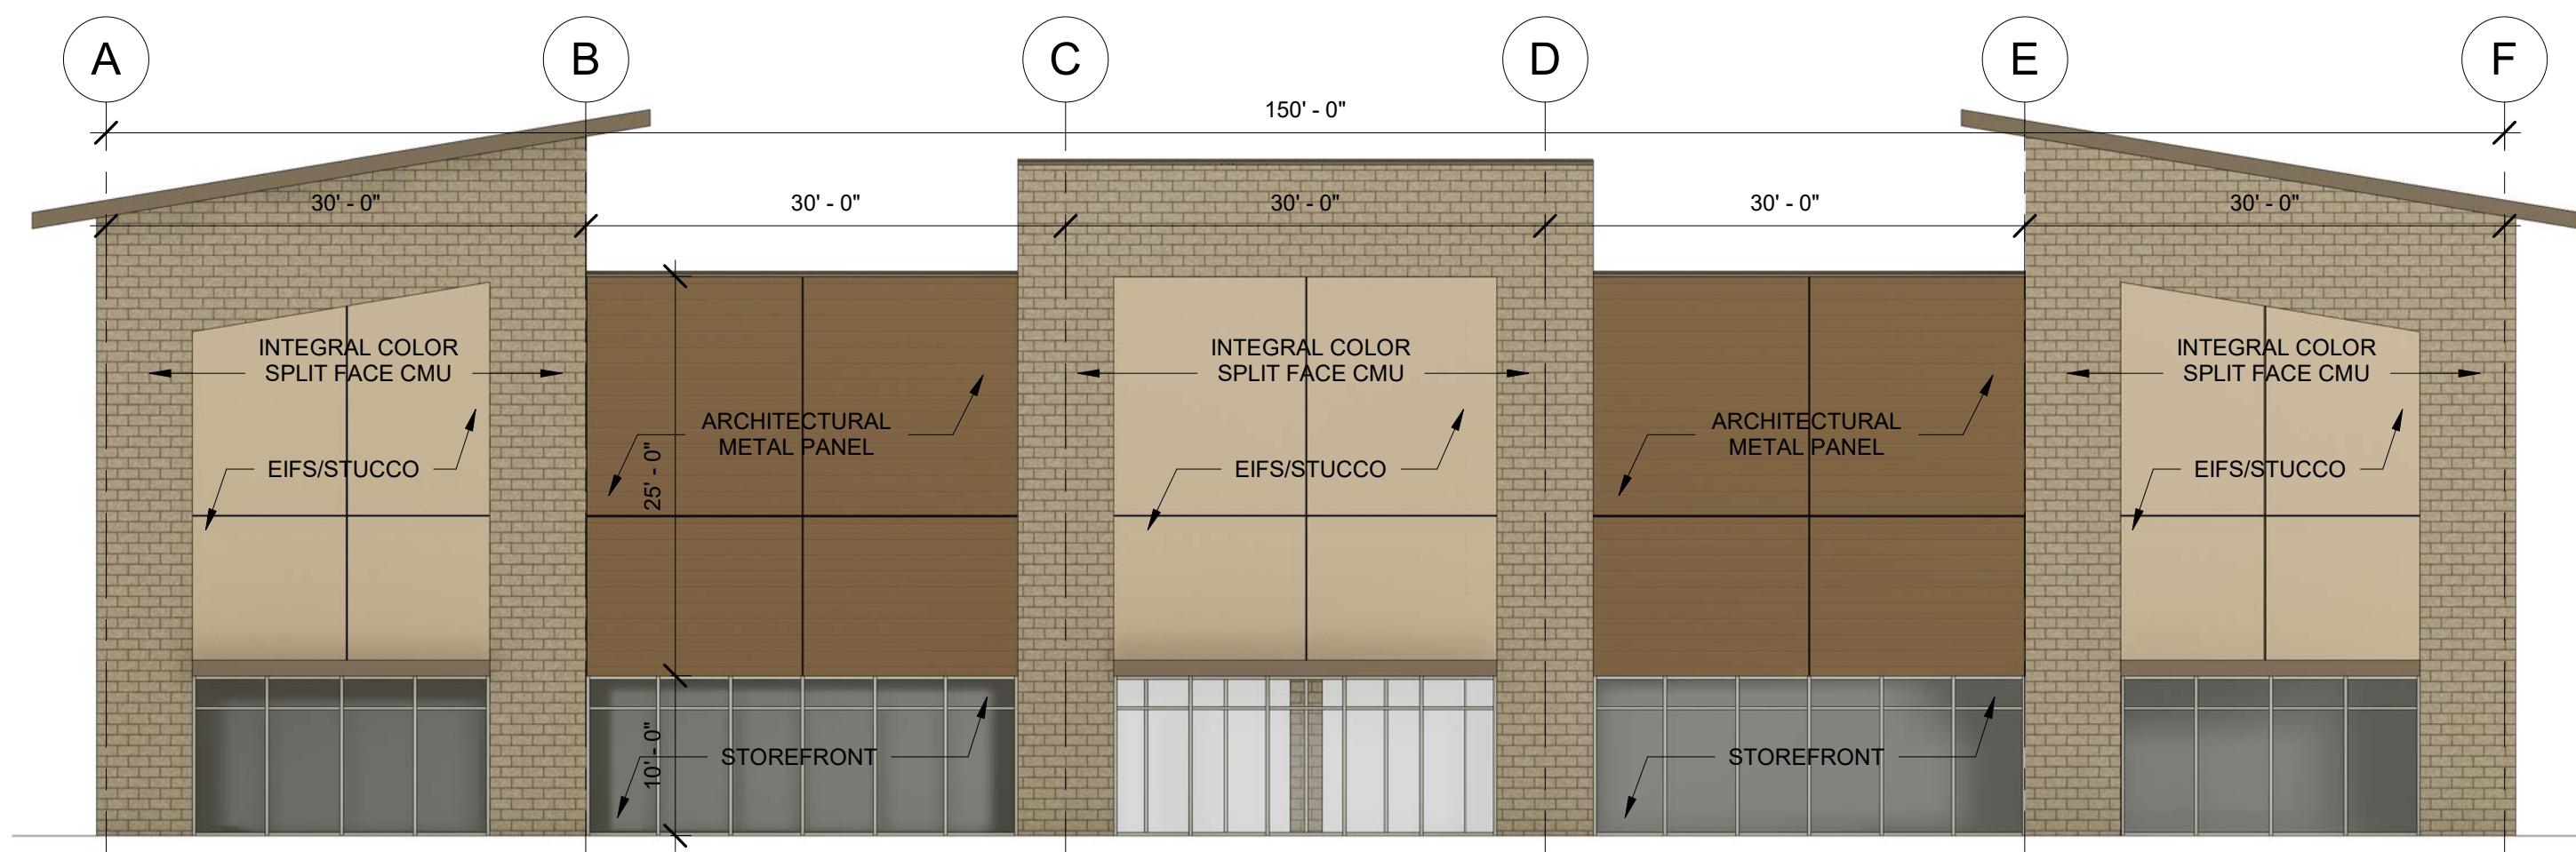 A B C D E F
150' - 0"
30' - 0" 30' - 0" 30' - 0" 30' - 0" 30' - 0"
INTEGRAL COLOR
SPLIT FACE CMU
EIFS/STUCCO
ARCHITECTURAL
METAL PANEL
25' - 0"
10' - 0"
STOREFRONT
INTEGRAL COLOR
SPLIT FACE CMU
EIFS/STUCCO
ARCHITECTURAL
METAL PANEL
STOREFRONT
INTEGRAL COLOR
SPLIT FACE CMU
EIFS/STUCCO